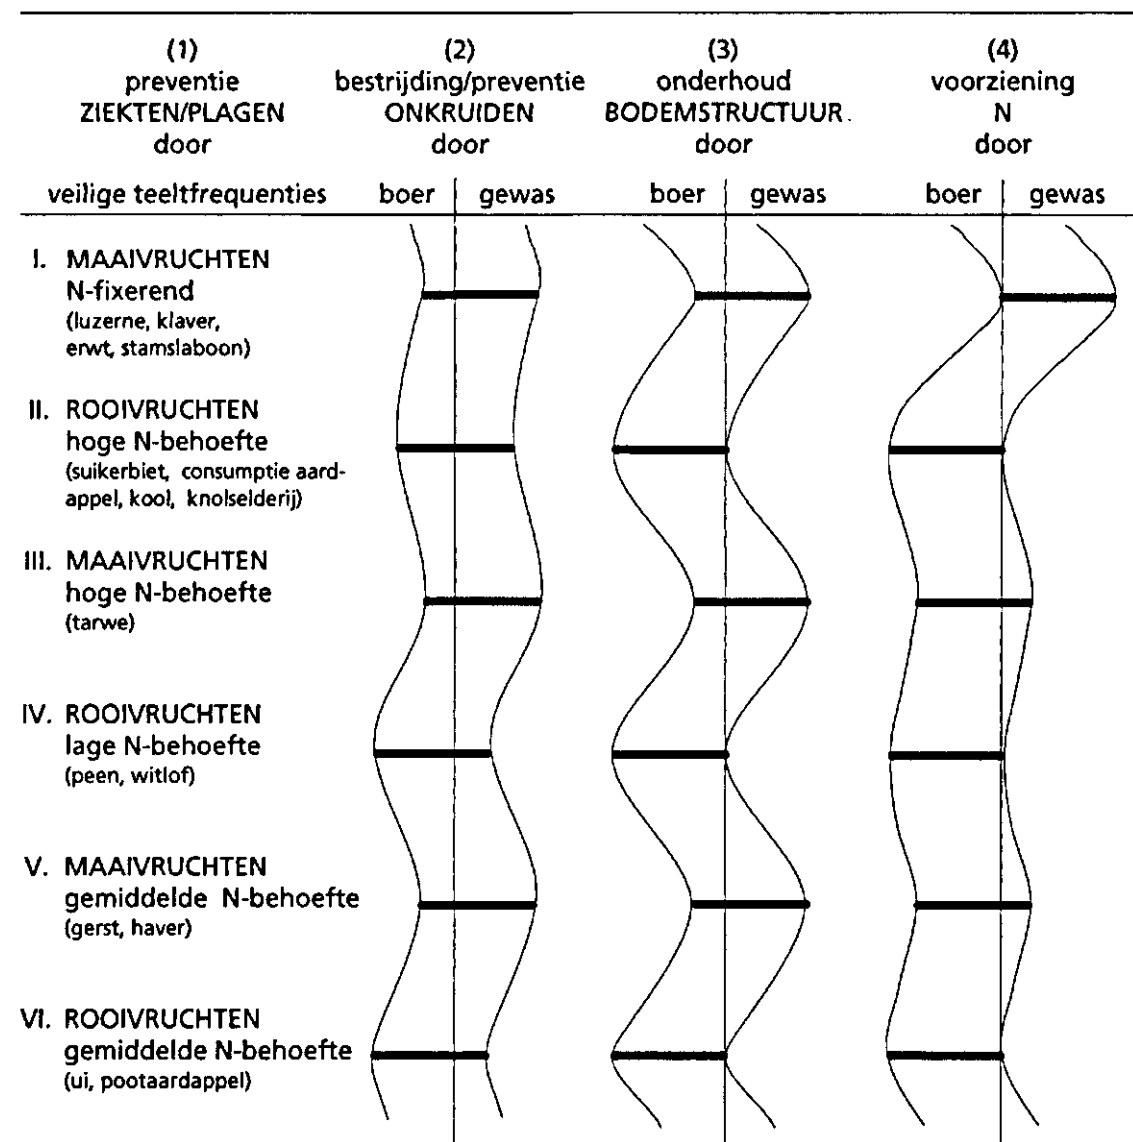 (1)
preventie
ZIEKTEN/PLAGEN
door
veilige teeltfrequenties
(2)
bestrijding/preventie
ONKRUIDEN
door
boer gewas
(3)
onderhoud
BODEMSTRUCTUUR.
door
boer gewas
(4)
voorziening
N
door
boer gewas
I. MAAIVRUCHTEN
N-fixerend
(luzerne, klaver,
erwt, stamslaboon)
II. ROOIVRUCHTEN
hoge N-behoefte
(suikerbiet, consumptie aard-
appel, kool, knolselderij)
III. MAAIVRUCHTEN
hoge N-behoefte
(tarwe)
IV. ROOIVRUCHTEN
lage N-behoefte
(peen, witlof)
V. MAAIVRUCHTEN
gemiddelde N-behoefte
(gerst, haver)
VI. ROOIVRUCHTEN
gemiddelde N-behoefte
(ui, pootaardappel)